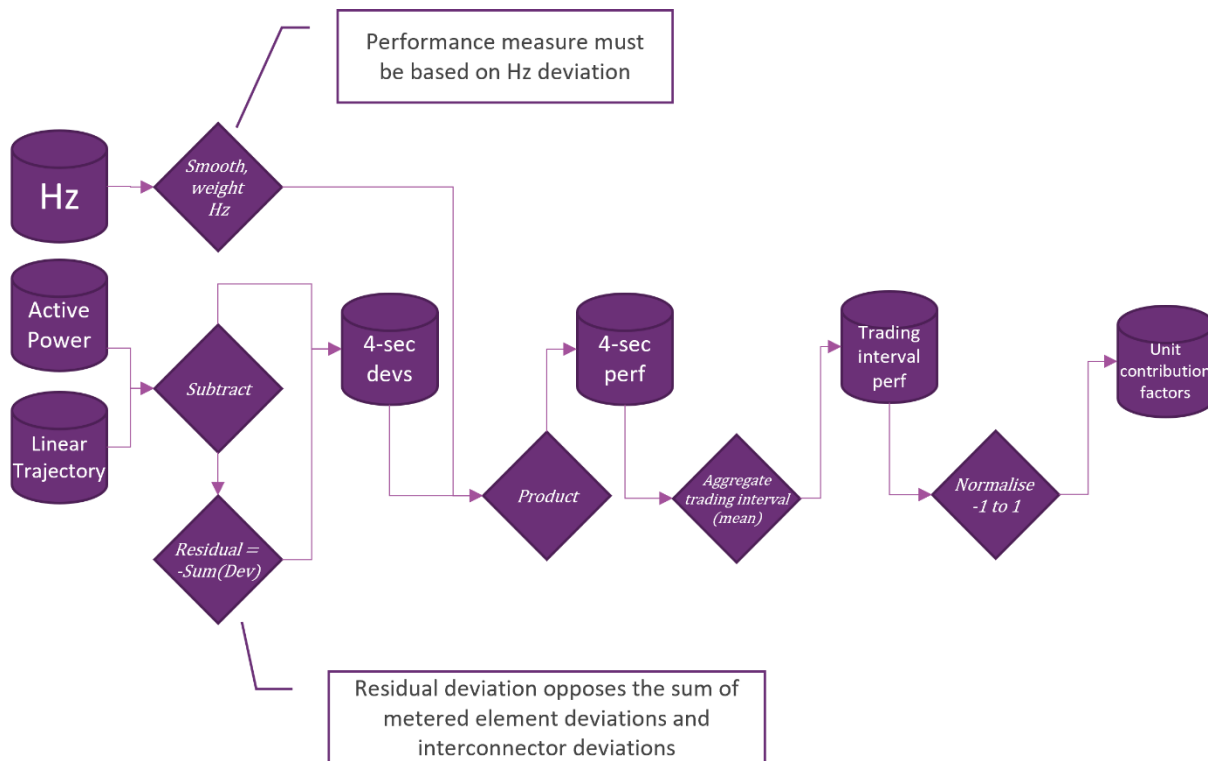 Performance measure must
be based on Hz deviation
Hz
Smooth,
weight
Hz
Active
Power
Linear
Trajectory
Subtract
Residual =
-Sum(Dev)
4-sec
devs
Product
4-sec
perf
Aggregate
trading interval
(mean)
Trading
interval
perf
Normalise
-1 to 1
Unit
contribution
factors
Residual deviation opposes the sum of
metered element deviations and
interconnector deviations